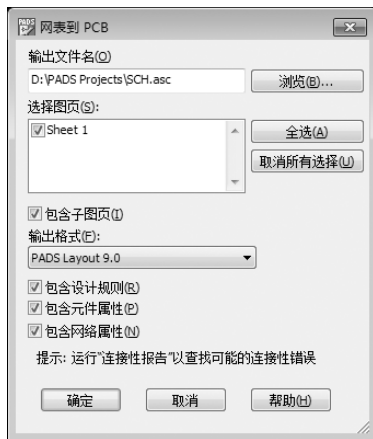 网表到 PCB
输出文件名(O)
D:\PADS Projects\SCH.asc
浏览(B)...
选择图页(S):
Sheet 1
全选(A)
取消所有选择(U)
包含子图页(I)
输出格式(F):
PADS Layout 9.0
包含设计规则(R)
包含元件属性(P)
包含网络属性(N)
提示: 运行"连接性报告"以查找可能的连接性错误
确定
取消
帮助(H)